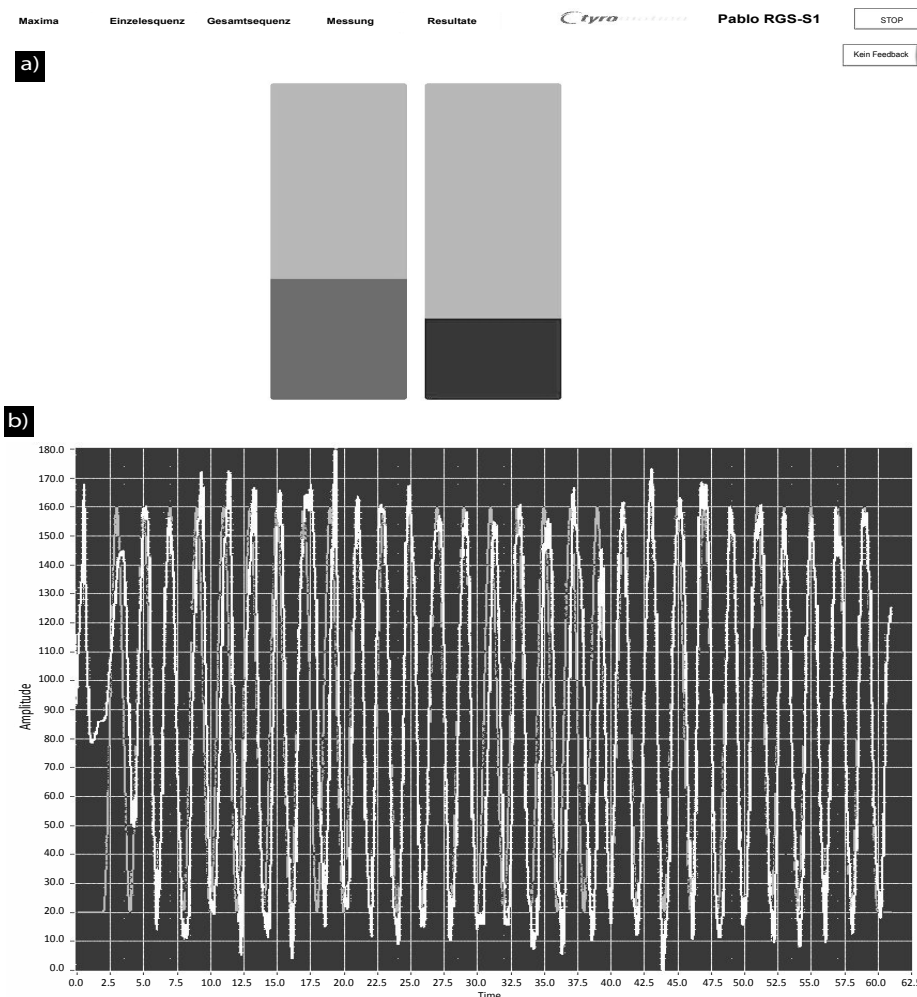 Maxima Einzelesquenz Gesamtsequenz Messung Resultate tyro Pablo RGS-S1 STOP
Kein Feedback
a)
b)
180.0
170.0
160.0
150.0
140.0
130.0
120.0
110.0
100.0
90.0
80.0
70.0
60.0
50.0
40.0
30.0
20.0
10.0
0.0
Amplitude
0.0 2.5 5.0 7.5 10.0 12.5 15.0 17.5 20.0 22.5 25.0 27.5 30.0 32.5 35.0 37.5 40.0 42.5 45.0 47.5 50.0 52.5 55.0 57.5 60.0 62.
Time